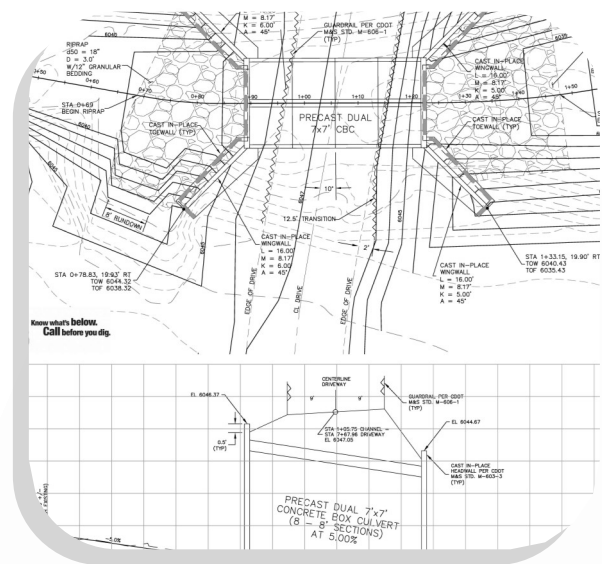 M = 8.17'
K = 6.00'
A = 45°
GUARDRAIL PER CDOT
M&S STD. M-606-1
(TYP)
RIPRAP
d50 = 18"
D = 3.0'
W/12" GRANULAR
BEDDING
CAST IN-PLACE
WINGWALL
L = 16.00'
M = 8.17'
K = 5.00'
A = 45°
0+50
0+60
0+70
0+90
1+00
1+10
1+20
1+30
1+40
1+50
STA 0+69
BEGIN RIPRAP
PRECAST DUAL
7'x7' CBC
CAST IN-PLACE
TOEWALL (TYP)
CAST IN-PLACE
TOEWALL (TYP)
6047
6045
10'
12.5' TRANSITION
2'
8' RUNDOWN
CAST IN-PLACE
WINGWALL
L = 16.00'
M = 8.17'
K = 6.00'
A = 45°
STA 0+78.83, 19.93' RT
TOW 6044.32
TOF 6038.32
EDGE OF DRIVE
CL DRIVE
EDGE OF DRIVE
CAST IN-PLACE
WINGWALL
L = 16.00'
M = 8.17'
K = 5.00'
A = 45°
STA 1+33.15, 19.90' RT
TOW 6040.43
TOF 6035.43
Know what's below.
Call before you dig.
CENTERLINE
DRIVEWAY
9'
9'
GUARDRAIL PER CDOT
M&S STD. M-606-1
(TYP)
EL 6046.37
STA 1+05.75 CHANNEL =
STA 7+67.96 DRIVEWAY
EL 6047.05
EL 6044.67
0.5'
(TYP)
CAST IN-PLACE
HEADWALL PER CDOT
M&S STD. M-603-3
(TYP)
PRECAST DUAL 7'x7'
CONCRETE BOX CULVERT
(8 - 8' SECTIONS)
AT 5.00%
-5.0%